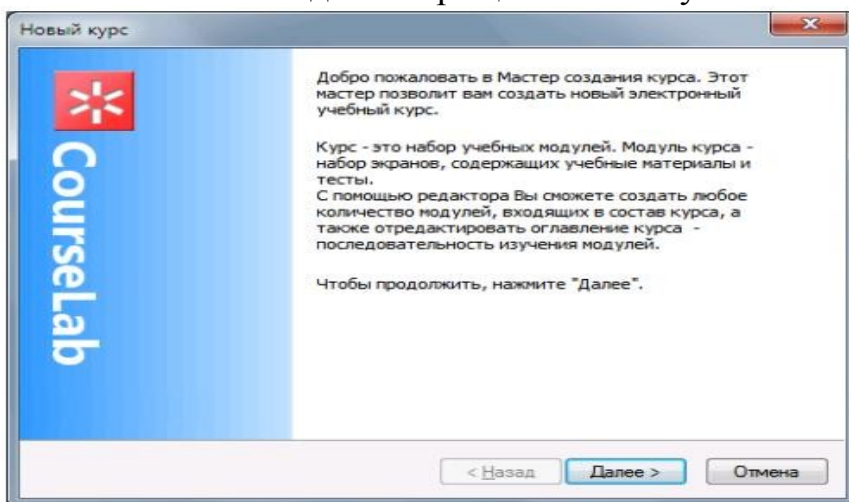 Новый курс
CourseLab
Добро пожаловать в Мастер создания курса. Этот
мастер позволит вам создать новый электронный
учебный курс.
Курс - это набор учебных модулей. Модуль курса -
набор экранов, содержащих учебные материалы и
тесты.
С помощью редактора Вы сможете создать любое
количество модулей, входящих в состав курса, а
также отредактировать оглавление курса -
последовательность изучения модулей.
Чтобы продолжить, нажмите "Далее".
< Назад Далее > Отмена